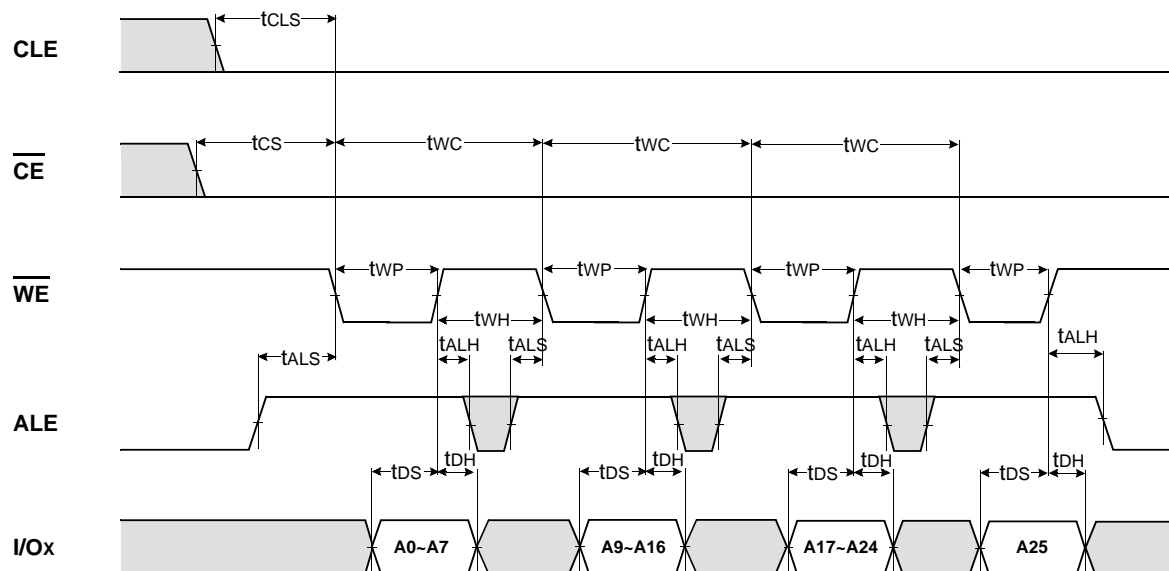 CLE
tCLS
CE
tCS
tWC
tWC
tWC
WE
tWP
tWP
tWP
tWP
tWH
tWH
tWH
tALS
tALH
tALS
tALH
tALS
tALH
tALS
tALH
ALE
tDS
tDH
tDS
tDH
tDS
tDH
tDS
tDH
I/Ox
A0~A7
A9~A16
A17~A24
A25